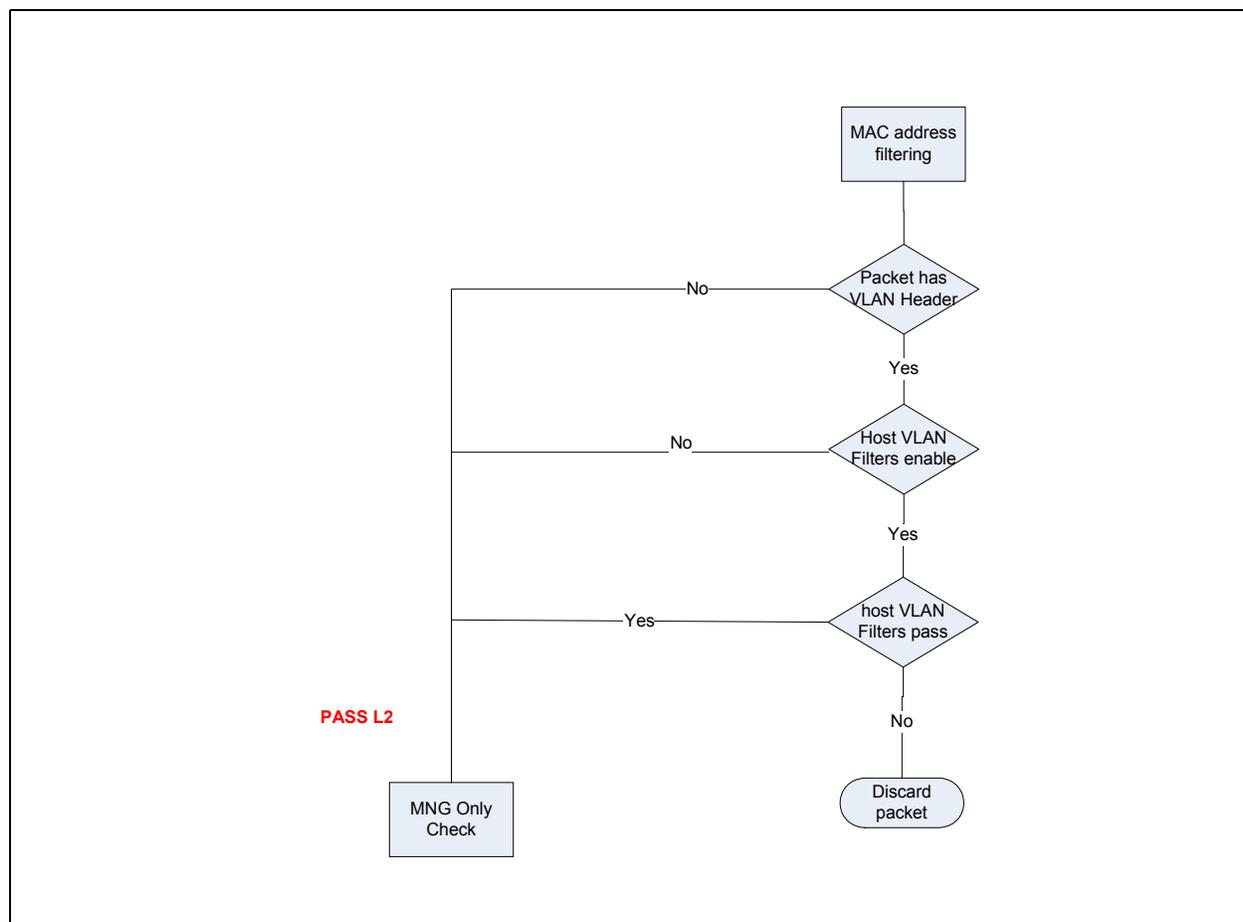 MAC address
filtering
Packet has
VLAN Header
No
Yes
Host VLAN
Filters enable
No
Yes
host VLAN
Filters pass
Yes
No
PASS L2
Discard
packet
MNG Only
Check